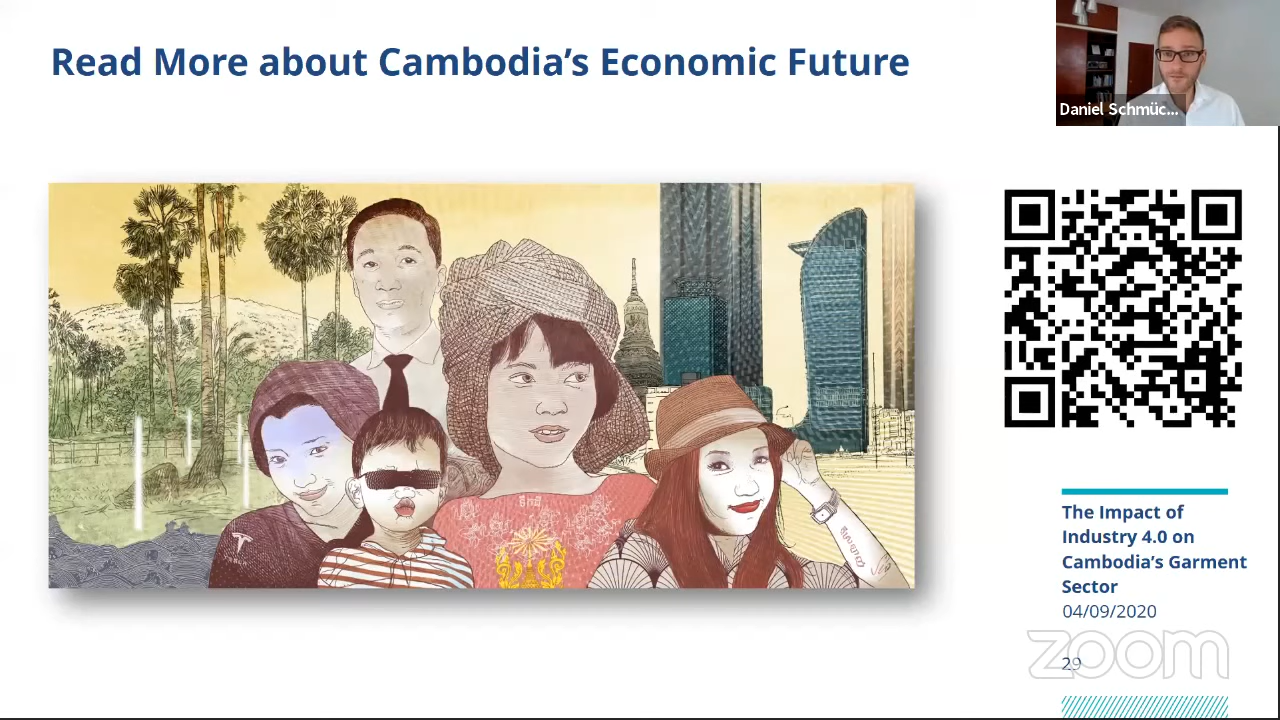 Read More about Cambodia’s Economic Future
Daniel Schmüc...
The Impact of
Industry 4.0 on
Cambodia’s Garment
Sector
04/09/2020
zoom
29